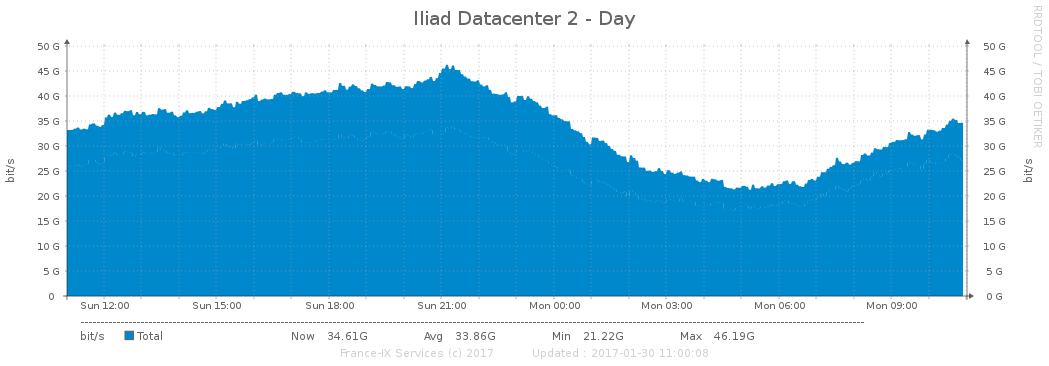 Iliad Datacenter 2 - Day
RRDTOOL / TOBI OETIKER
50 G 50 G
45 G 45 G
40 G 40 G
35 G 35 G
30 G 30 G
25 G 25 G
20 G 20 G
15 G 15 G
10 G 10 G
5 G 5 G
0 0 G
bit/s bit/s
Sun 12:00 Sun 15:00 Sun 18:00 Sun 21:00 Mon 00:00 Mon 03:00 Mon 06:00 Mon 09:00
bit/s Total Now 34.61G Avg 33.86G Min 21.22G Max 46.19G
France-IX Services (c) 2017 Updated : 2017-01-30 11:00:08